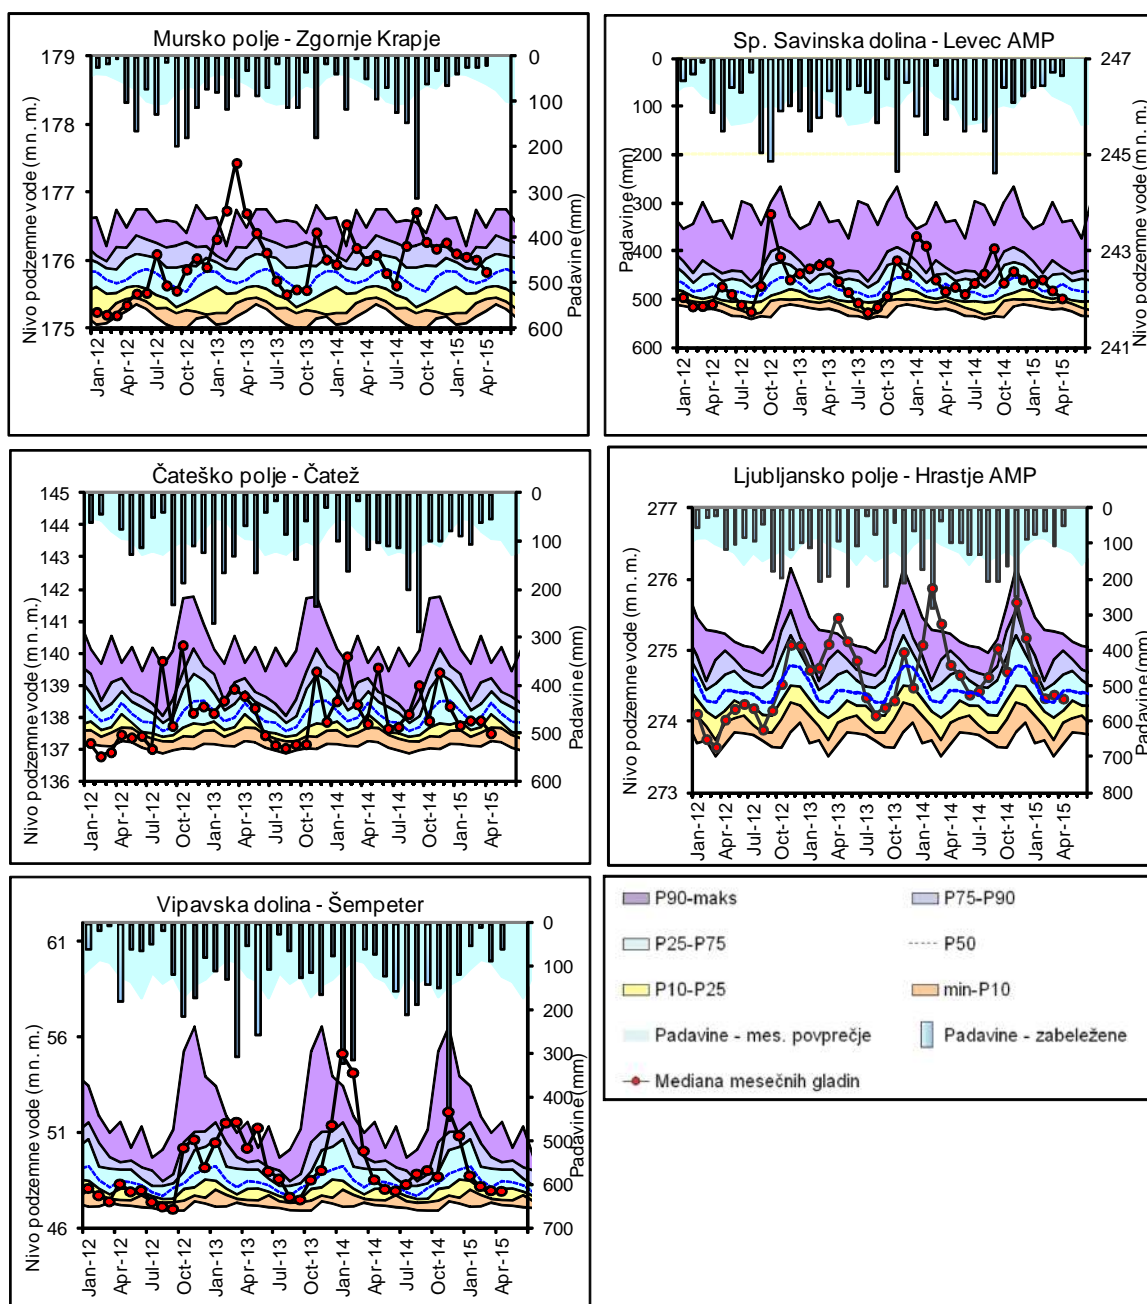 Mursko polje - Zgornje Krapje
179
178
177
176
175
Nivo podzemne vode (m n. m.)
0
100
200
300
400
500
600
Padavine (mm)
Jan-12
Apr-12
Jul-12
Oct-12
Jan-13
Apr-13
Jul-13
Oct-13
Jan-14
Apr-14
Jul-14
Oct-14
Jan-15
Apr-15
Sp. Savinska dolina - Levec AMP
0
100
200
300
400
500
600
Padavine (mm)
247
245
243
241
Nivo podzemne vode (m n. m.)
Jan-12
Apr-12
Jul-12
Oct-12
Jan-13
Apr-13
Jul-13
Oct-13
Jan-14
Apr-14
Jul-14
Oct-14
Jan-15
Apr-15
Čateško polje - Čatež
145
144
143
142
141
140
139
138
137
136
Nivo podzemne vode (m n. m.)
0
100
200
300
400
500
600
Padavine (mm)
Jan-12
Apr-12
Jul-12
Oct-12
Jan-13
Apr-13
Jul-13
Oct-13
Jan-14
Apr-14
Jul-14
Oct-14
Jan-15
Apr-15
Ljubljansko polje - Hrastje AMP
277
276
275
274
273
Nivo podzemne vode (m n. m.)
0
100
200
300
400
500
600
700
800
Padavine (mm)
Jan-12
Apr-12
Jul-12
Oct-12
Jan-13
Apr-13
Jul-13
Oct-13
Jan-14
Apr-14
Jul-14
Oct-14
Jan-15
Apr-15
Vipavska dolina - Šempeter
61
56
51
46
Nivo podzemne vode (m n. m.)
0
100
200
300
400
500
600
700
Padavine (mm)
Jan-12
Apr-12
Jul-12
Oct-12
Jan-13
Apr-13
Jul-13
Oct-13
Jan-14
Apr-14
Jul-14
Oct-14
Jan-15
Apr-15
P90-maks
P75-P90
P25-P75
P50
P10-P25
min-P10
Padavine - mes. povprečje
Padavine - zabeležene
Mediana mesečnih gladin